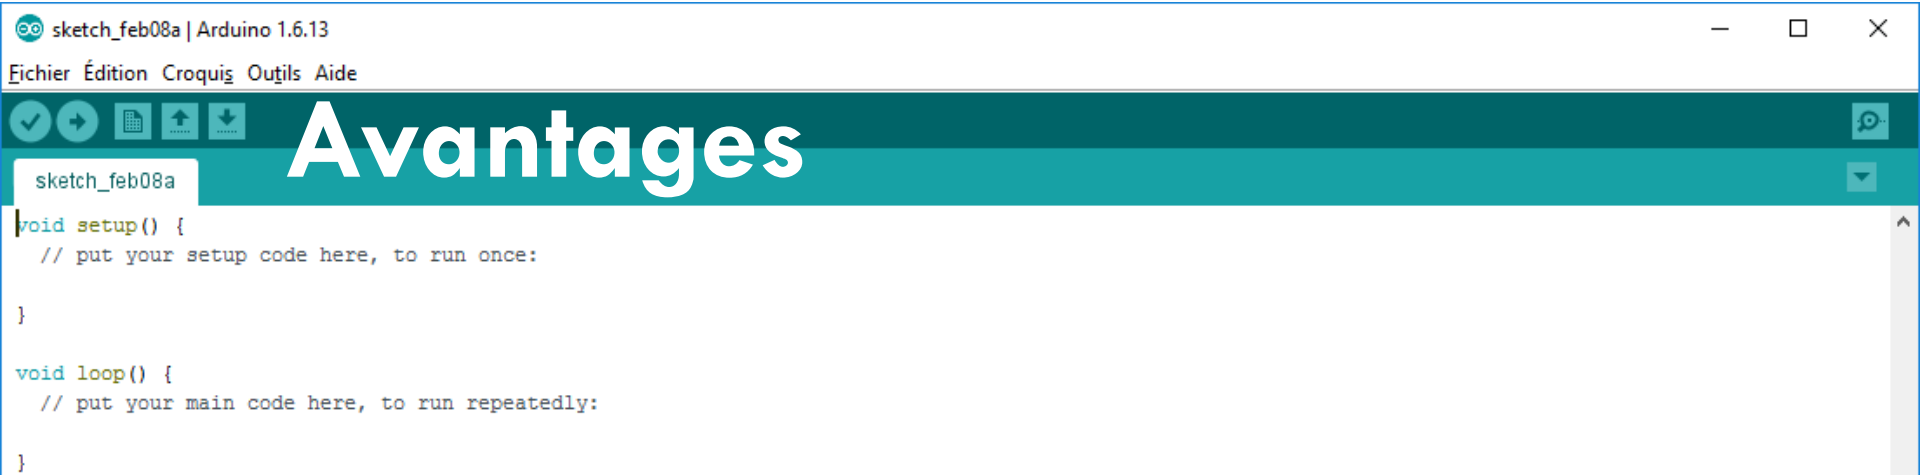 sketch_feb08a | Arduino 1.6.13
Fichier Édition Croquis Outils Aide
Avantages
sketch_feb08a
void setup() {
  // put your setup code here, to run once:
}
void loop() {
  // put your main code here, to run repeatedly:
}